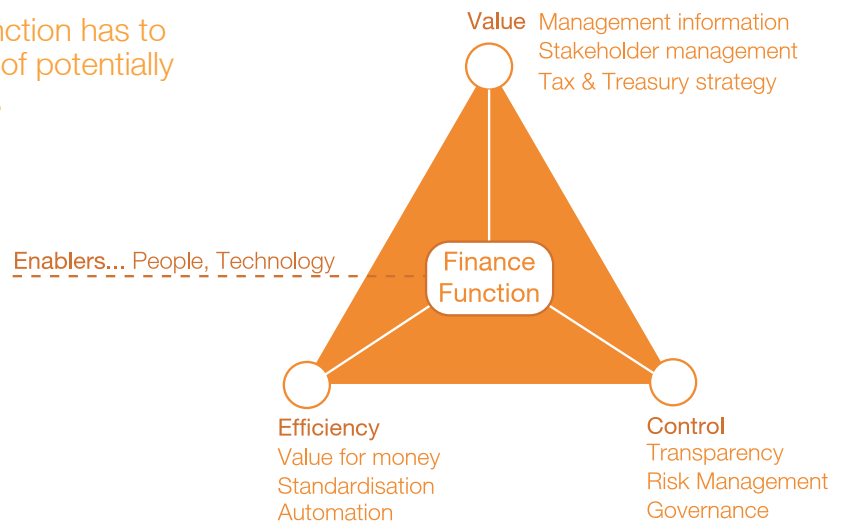 nction has to
of potentially
Value Management information
Stakeholder management
Tax & Treasury strategy
Enablers... People, Technology
Finance
Function
Efficiency
Value for money
Standardisation
Automation
Control
Transparency
Risk Management
Governance